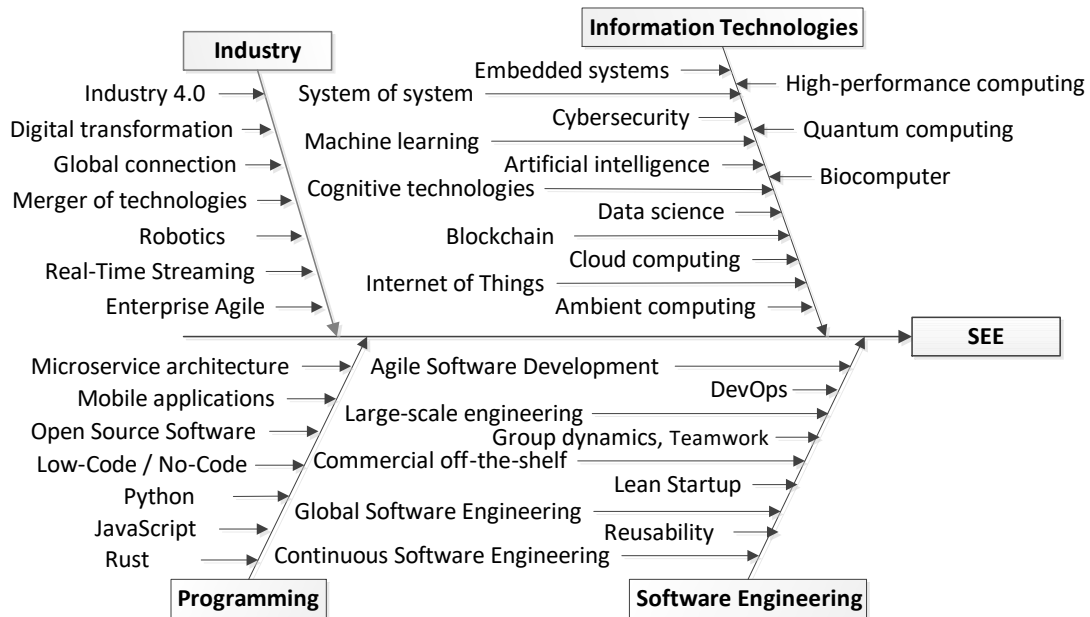 Industry
Information Technologies
Industry 4.0
Digital transformation
Global connection
Merger of technologies
Robotics
Real-Time Streaming
Enterprise Agile
Embedded systems
High-performance computing
System of system
Cybersecurity
Quantum computing
Machine learning
Artificial intelligence
Biocomputer
Cognitive technologies
Data science
Blockchain
Cloud computing
Internet of Things
Ambient computing
SEE
Microservice architecture
Mobile applications
Open Source Software
Low-Code / No-Code
Python
JavaScript
Rust
Programming
Agile Software Development
DevOps
Large-scale engineering
Group dynamics, Teamwork
Commercial off-the-shelf
Lean Startup
Global Software Engineering
Reusability
Continuous Software Engineering
Software Engineering